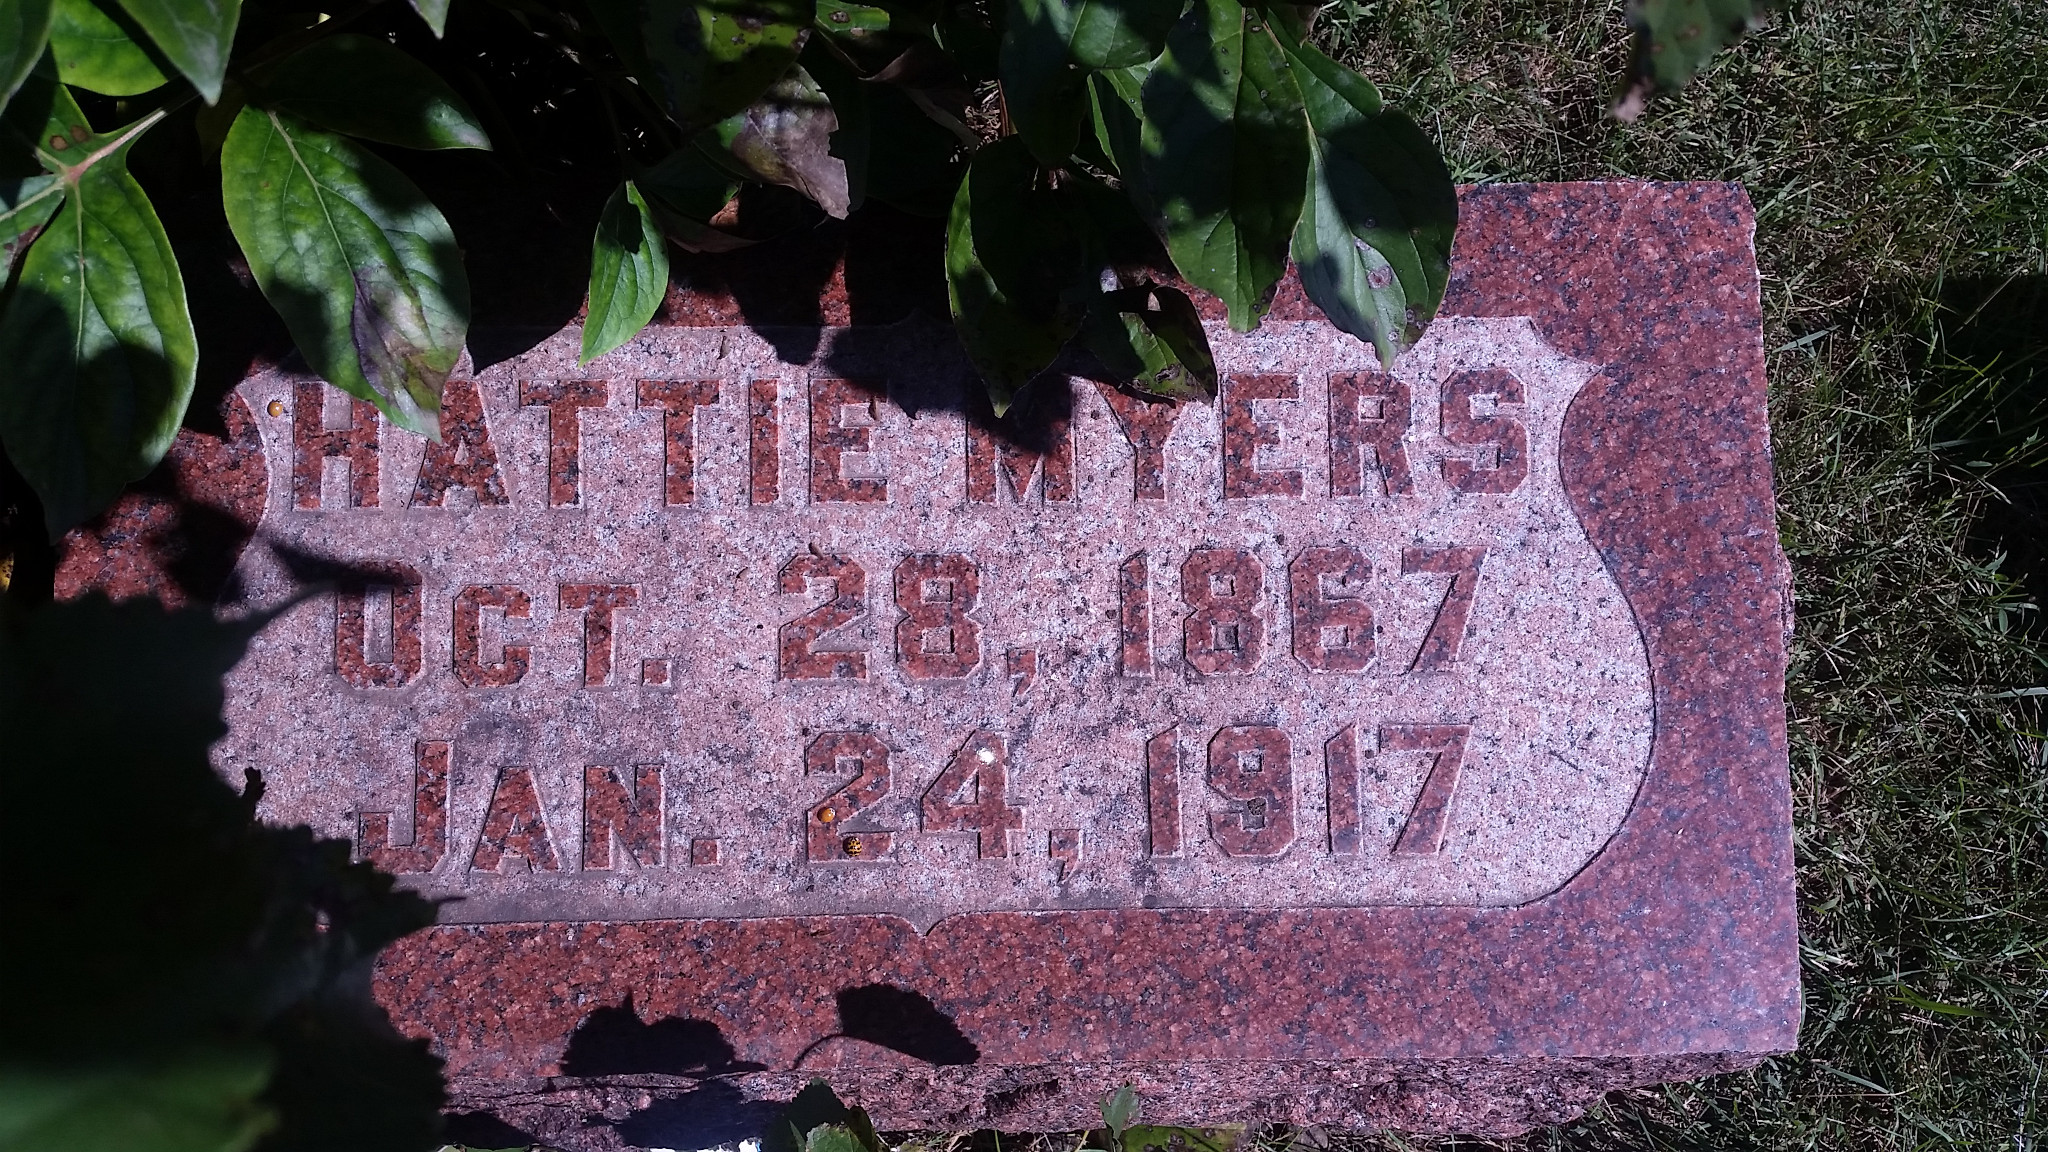 HATTIE MYERS
OCT. 28, 1867
JAN. 24, 1917